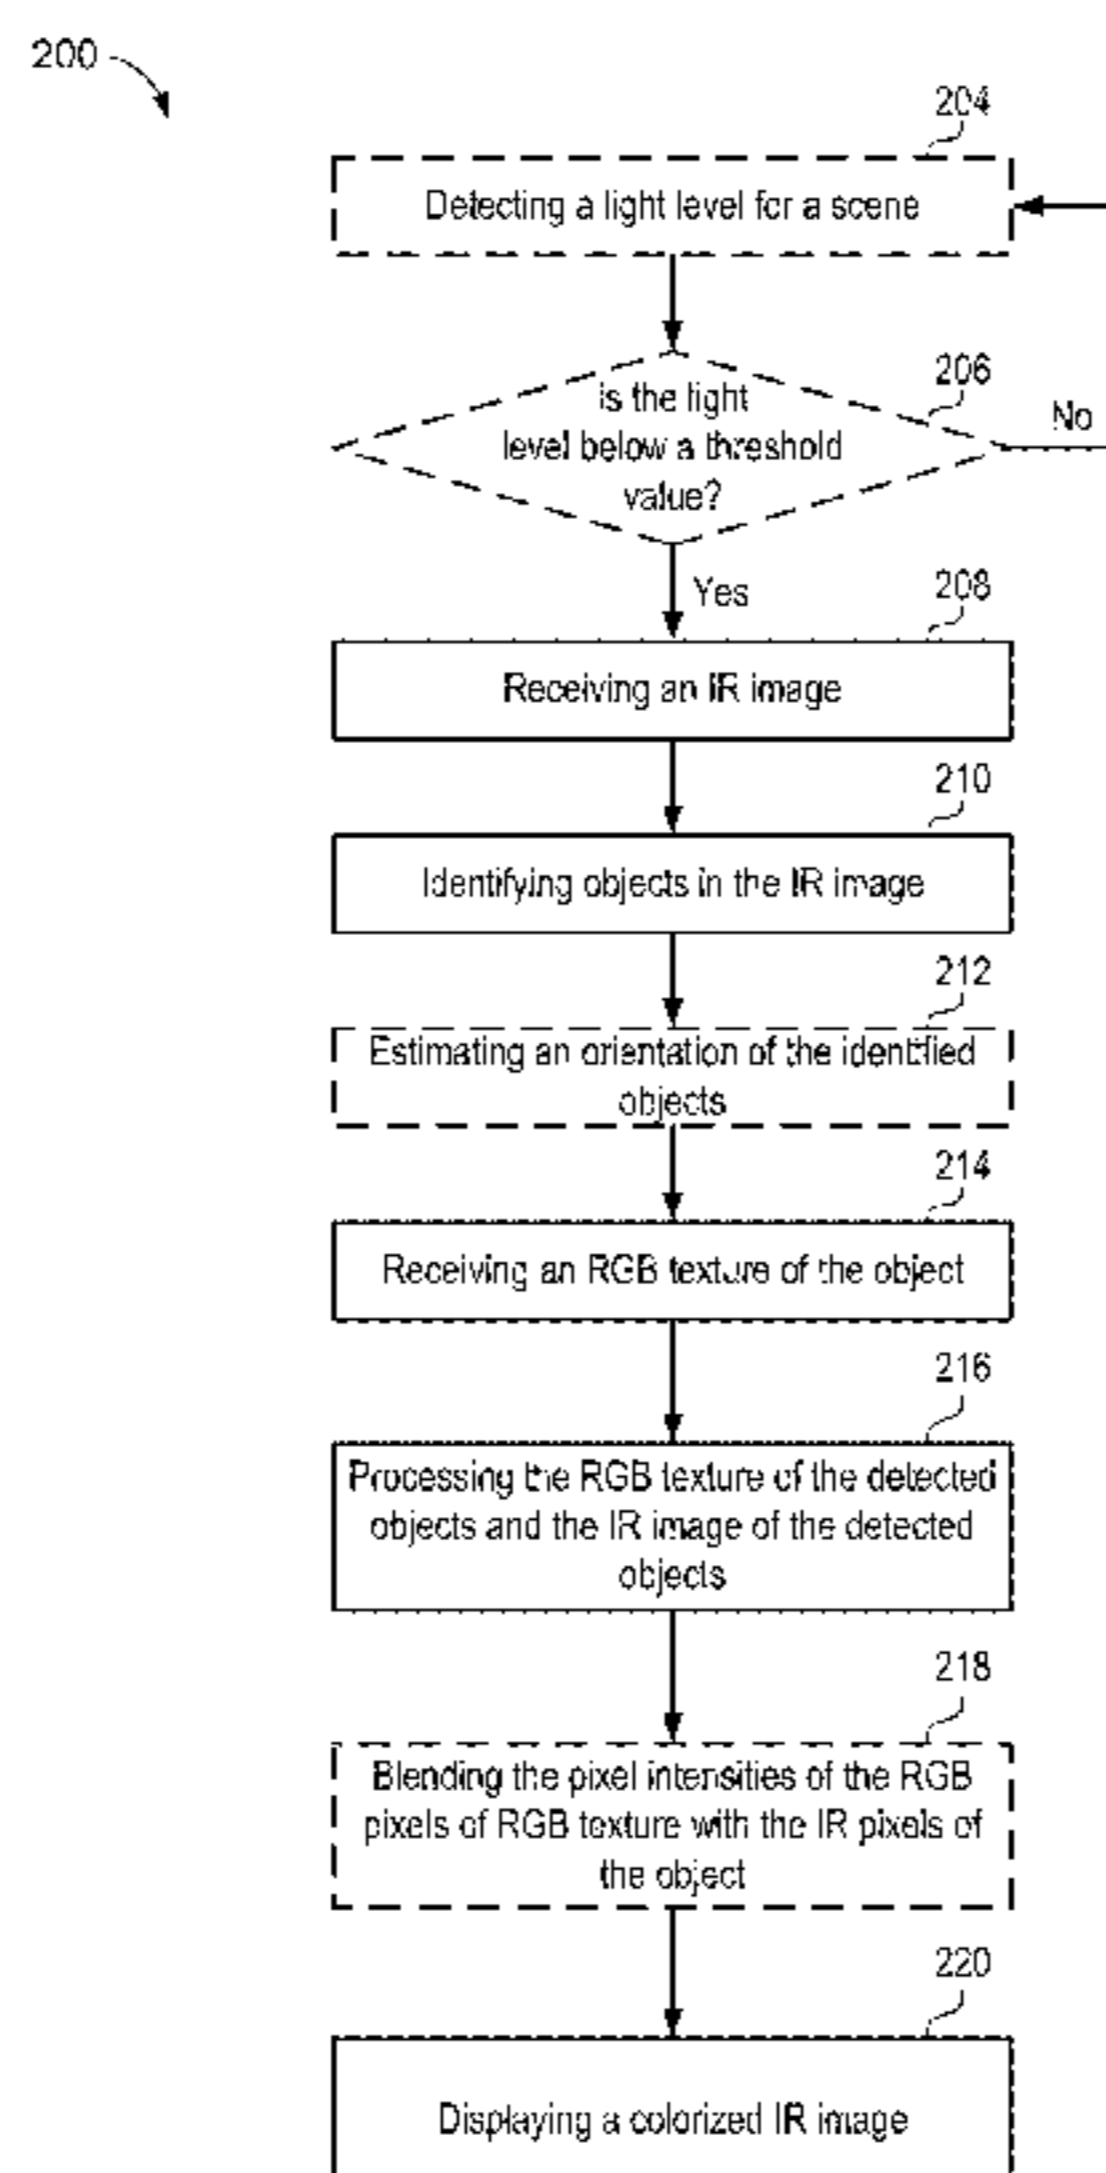 200
204
Detecting a light level for a scene
206
is the light
level below a threshold
value?
No
Yes
208
Receiving an IR image
210
Identifying objects in the IR image
212
Estimating an orientation of the identified
objects
214
Receiving an RGB texture of the object
216
Processing the RGB texture of the detected
objects and the IR image of the detected
objects
218
Blending the pixel intensities of the RGB
pixels of RGB texture with the IR pixels of
the object
220
Displaying a colorized IR image